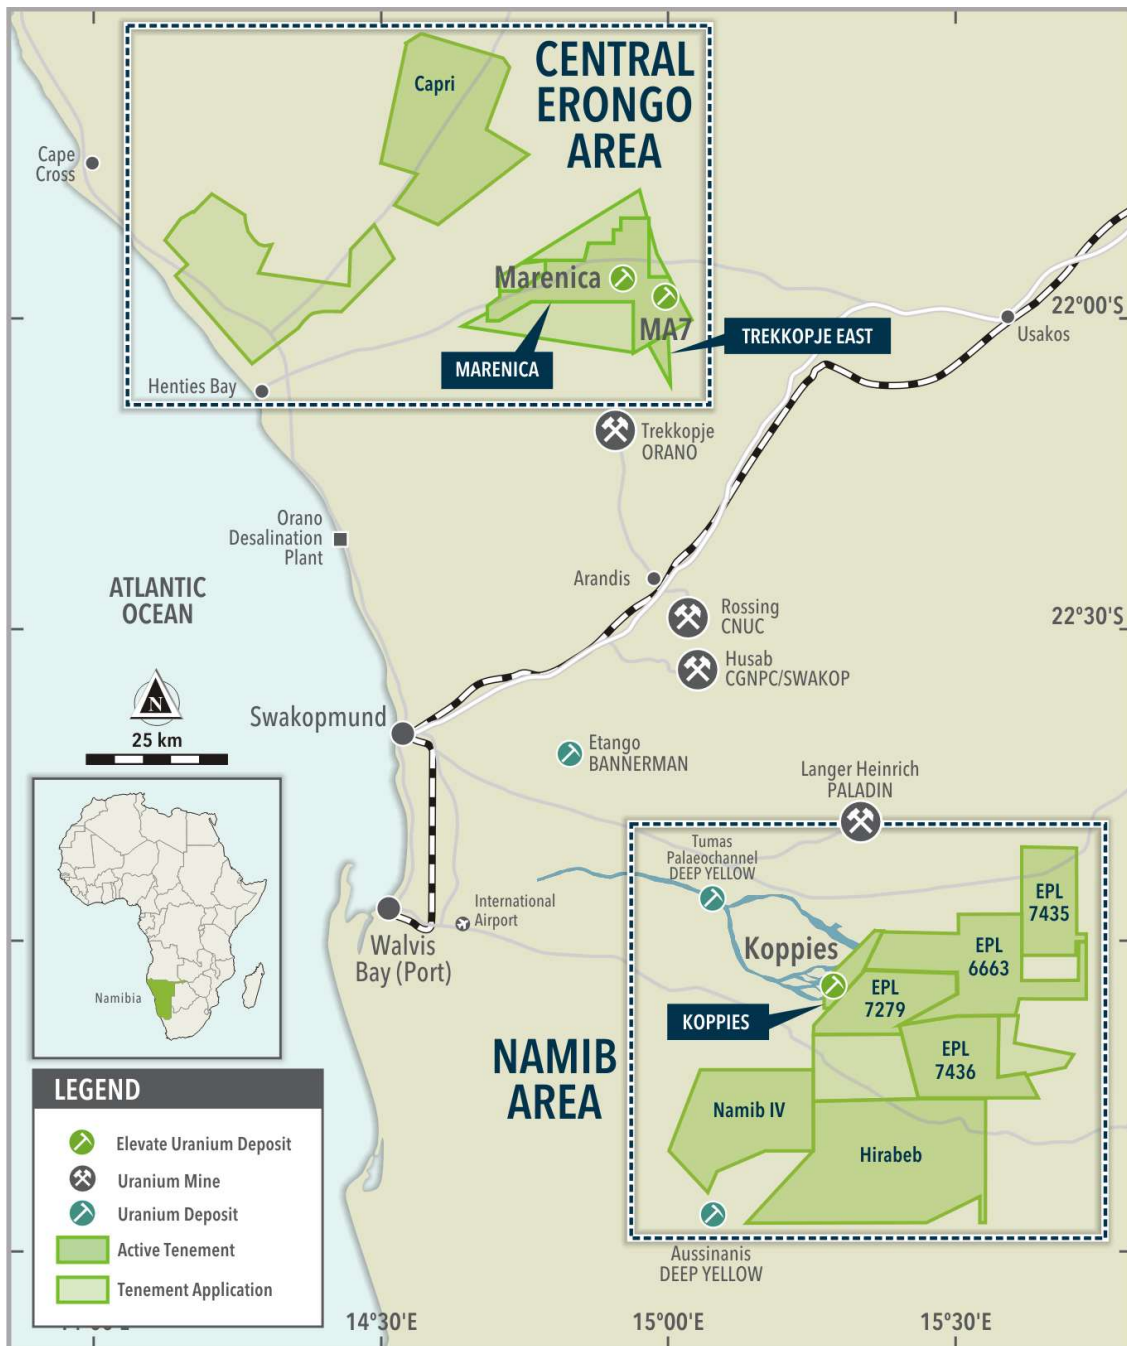 CENTRAL
ERONGO
AREA
Capri
Cape
Cross
Marenica
MA7
MARENICA
TREKKOPJE EAST
22°00'S
Usakos
Henties Bay
Trekkopje
ORANO
Orano
Desalination
Plant
ATLANTIC
OCEAN
Arandis
Rossing
CNUC
22°30'S
Husab
CGNPC/SWAKOP
N
25 km
Swakopmund
Etango
BANNERMAN
Langer Heinrich
PALADIN
Tumas
Palaeochannel
DEEP YELLOW
International
Airport
Walvis
Bay (Port)
Koppies
KOPPIES
EPL
7435
EPL
6663
EPL
7279
EPL
7436
Namibia
NAMIB
AREA
Namib IV
Hirabeb
Aussinanis
DEEP YELLOW
LEGEND
Elevate Uranium Deposit
Uranium Mine
Uranium Deposit
Active Tenement
Tenement Application
14°30'E
15°00'E
15°30'E